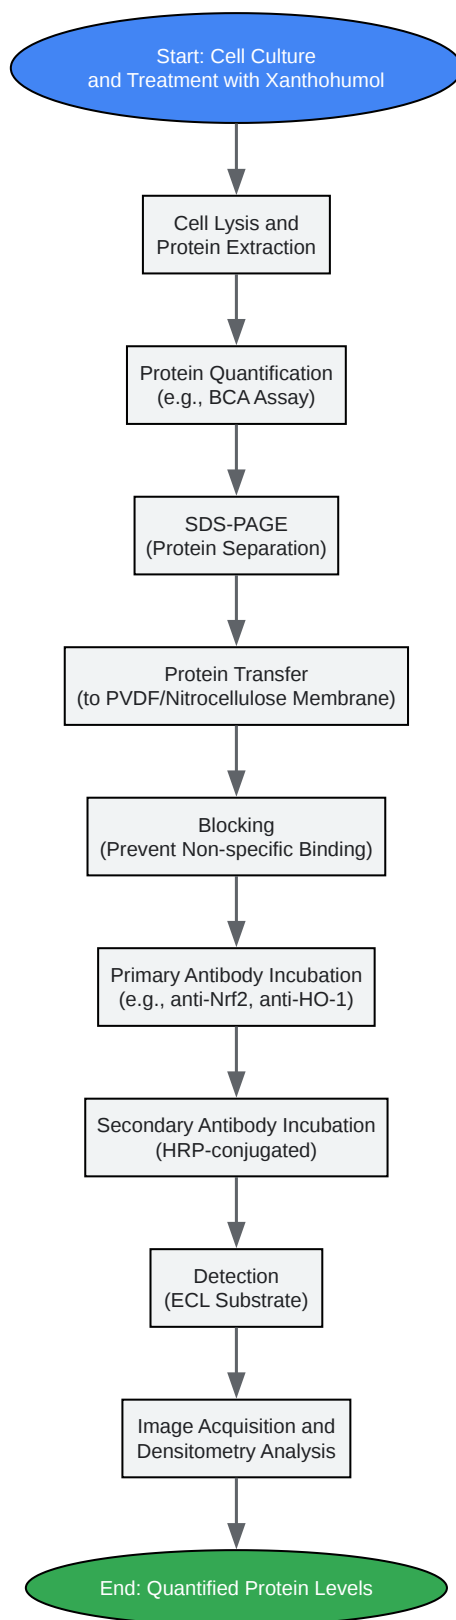 Start: Cell Culture
and Treatment with Xanthohumol
Cell Lysis and
Protein Extraction
Protein Quantification
(e.g., BCA Assay)
SDS-PAGE
(Protein Separation)
Protein Transfer
(to PVDF/Nitrocellulose Membrane)
Blocking
(Prevent Non-specific Binding)
Primary Antibody Incubation
(e.g., anti-Nrf2, anti-HO-1)
Secondary Antibody Incubation
(HRP-conjugated)
Detection
(ECL Substrate)
Image Acquisition and
Densitometry Analysis
End: Quantified Protein Levels